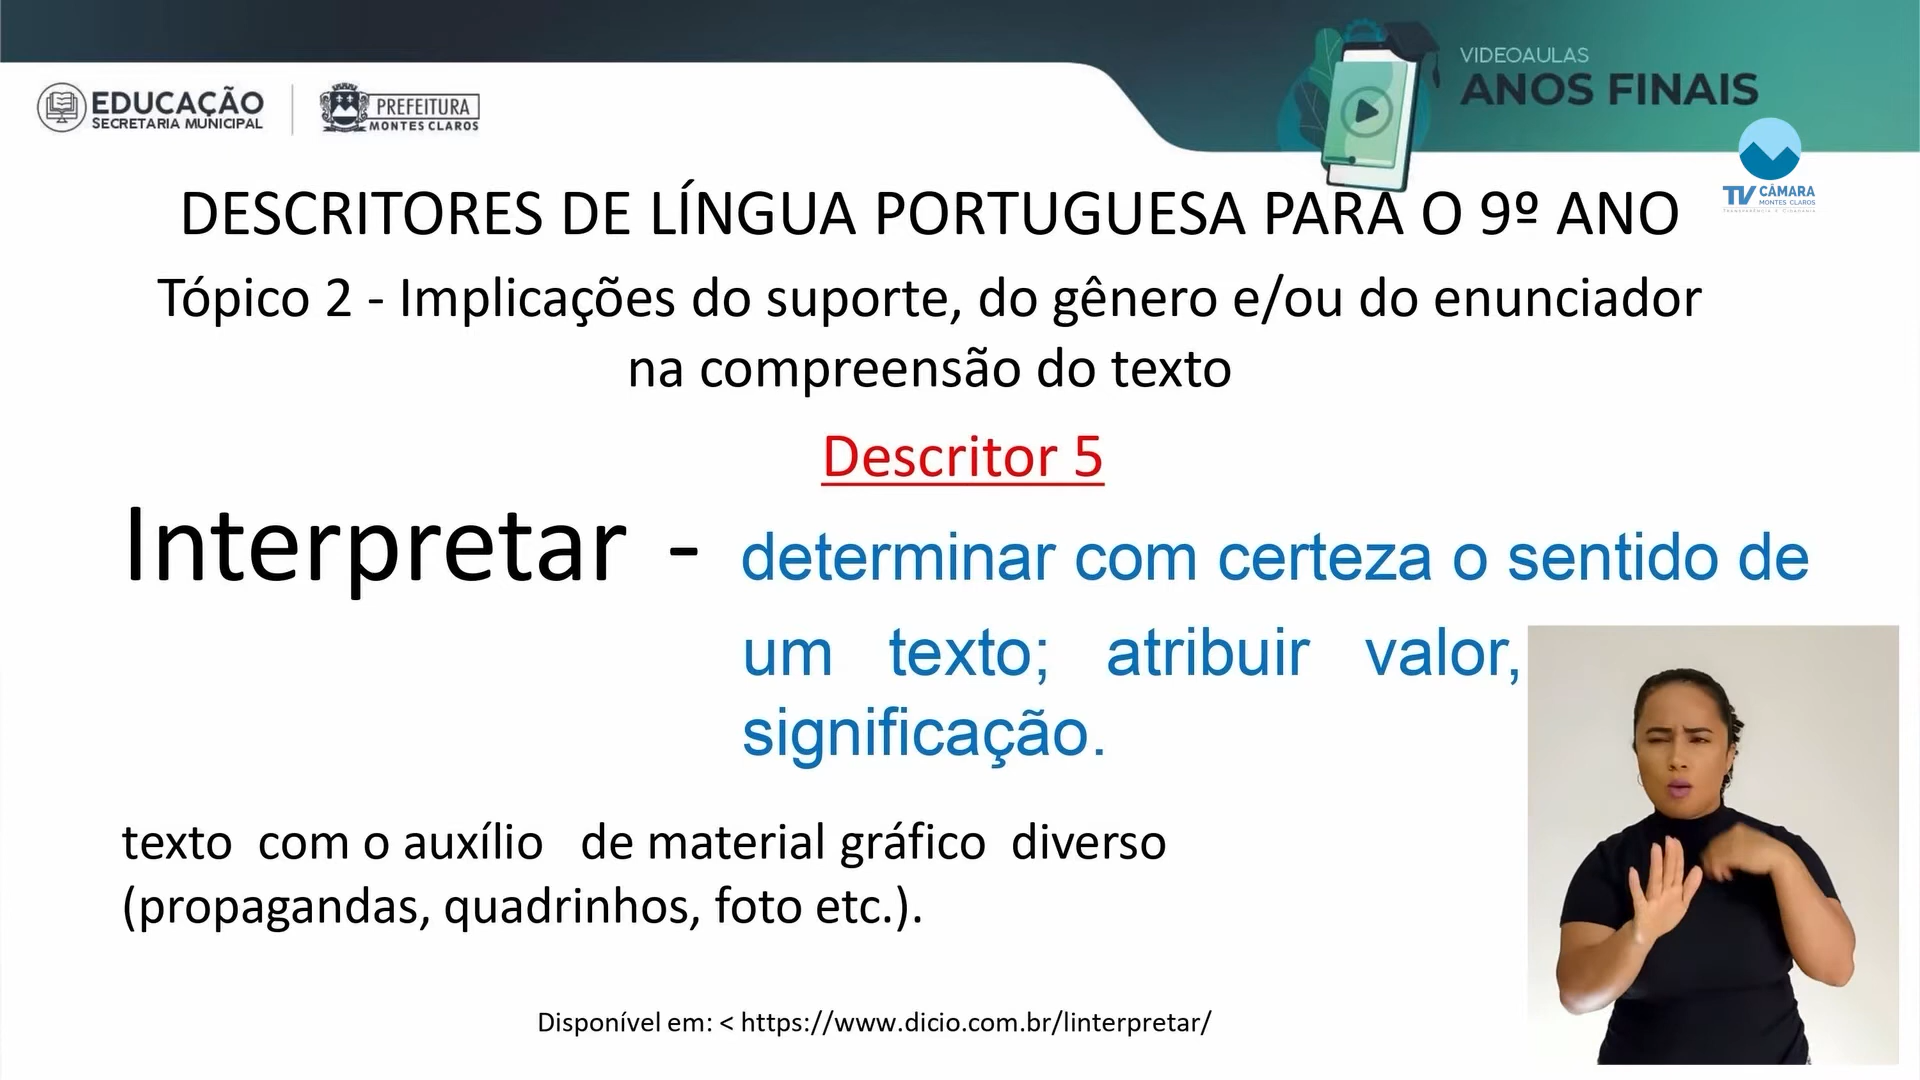 EDUCAÇÃO
SECRETARIA MUNICIPAL
PREFEITURA
MONTES CLAROS
VIDEOAULAS
ANOS FINAIS
TV CÂMARA
MONTES CLAROS
TRANSPARÊNCIA E CIDADANIA
DESCRITORES DE LÍNGUA PORTUGUESA PARA O 9º ANO
Tópico 2 - Implicações do suporte, do gênero e/ou do enunciador
na compreensão do texto
Descritor 5
Interpretar - determinar com certeza o sentido de
um texto; atribuir valor,
significação.
texto com o auxílio de material gráfico diverso
(propagandas, quadrinhos, foto etc.).
Disponível em: < https://www.dicio.com.br/linterpretar/